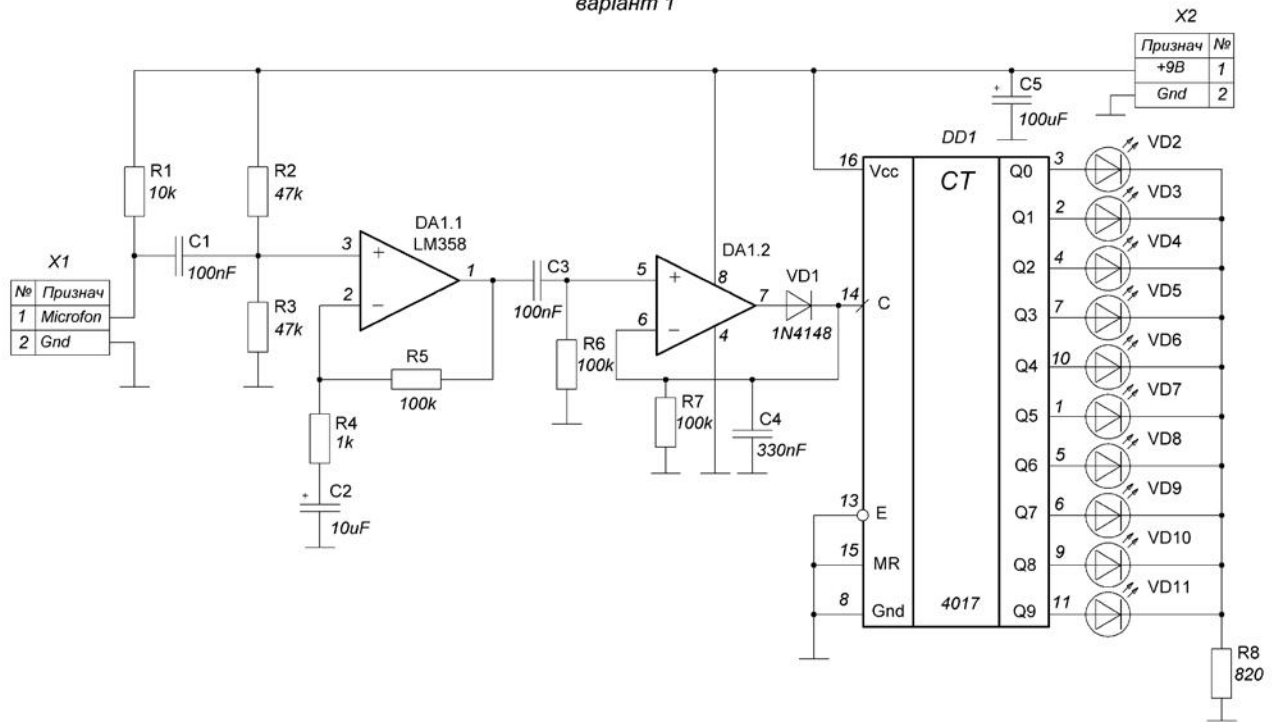 варіант 1
X2
Признач №
+9В 1
Gnd 2
C5
100uF
R1
10k
R2
47k
DD1
16 Vcc
CT
Q0 3
VD2
Q1 2
VD3
Q2 4
VD4
Q3 7
VD5
Q4 10
VD6
Q5 1
VD7
Q6 5
VD8
Q7 6
VD9
Q8 9
VD10
Q9 11
VD11
DA1.1
LM358
3 +
2 −
1
C1
100nF
X1
№ Признач
1 Microfon
2 Gnd
R3
47k
C3
100nF
DA1.2
5 +
6 −
8
7
4
VD1
1N4148
14 C
R5
100k
R6
100k
R7
100k
C4
330nF
R4
1k
+ C2
10uF
13 E
15 MR
8 Gnd
4017
+
R8
820